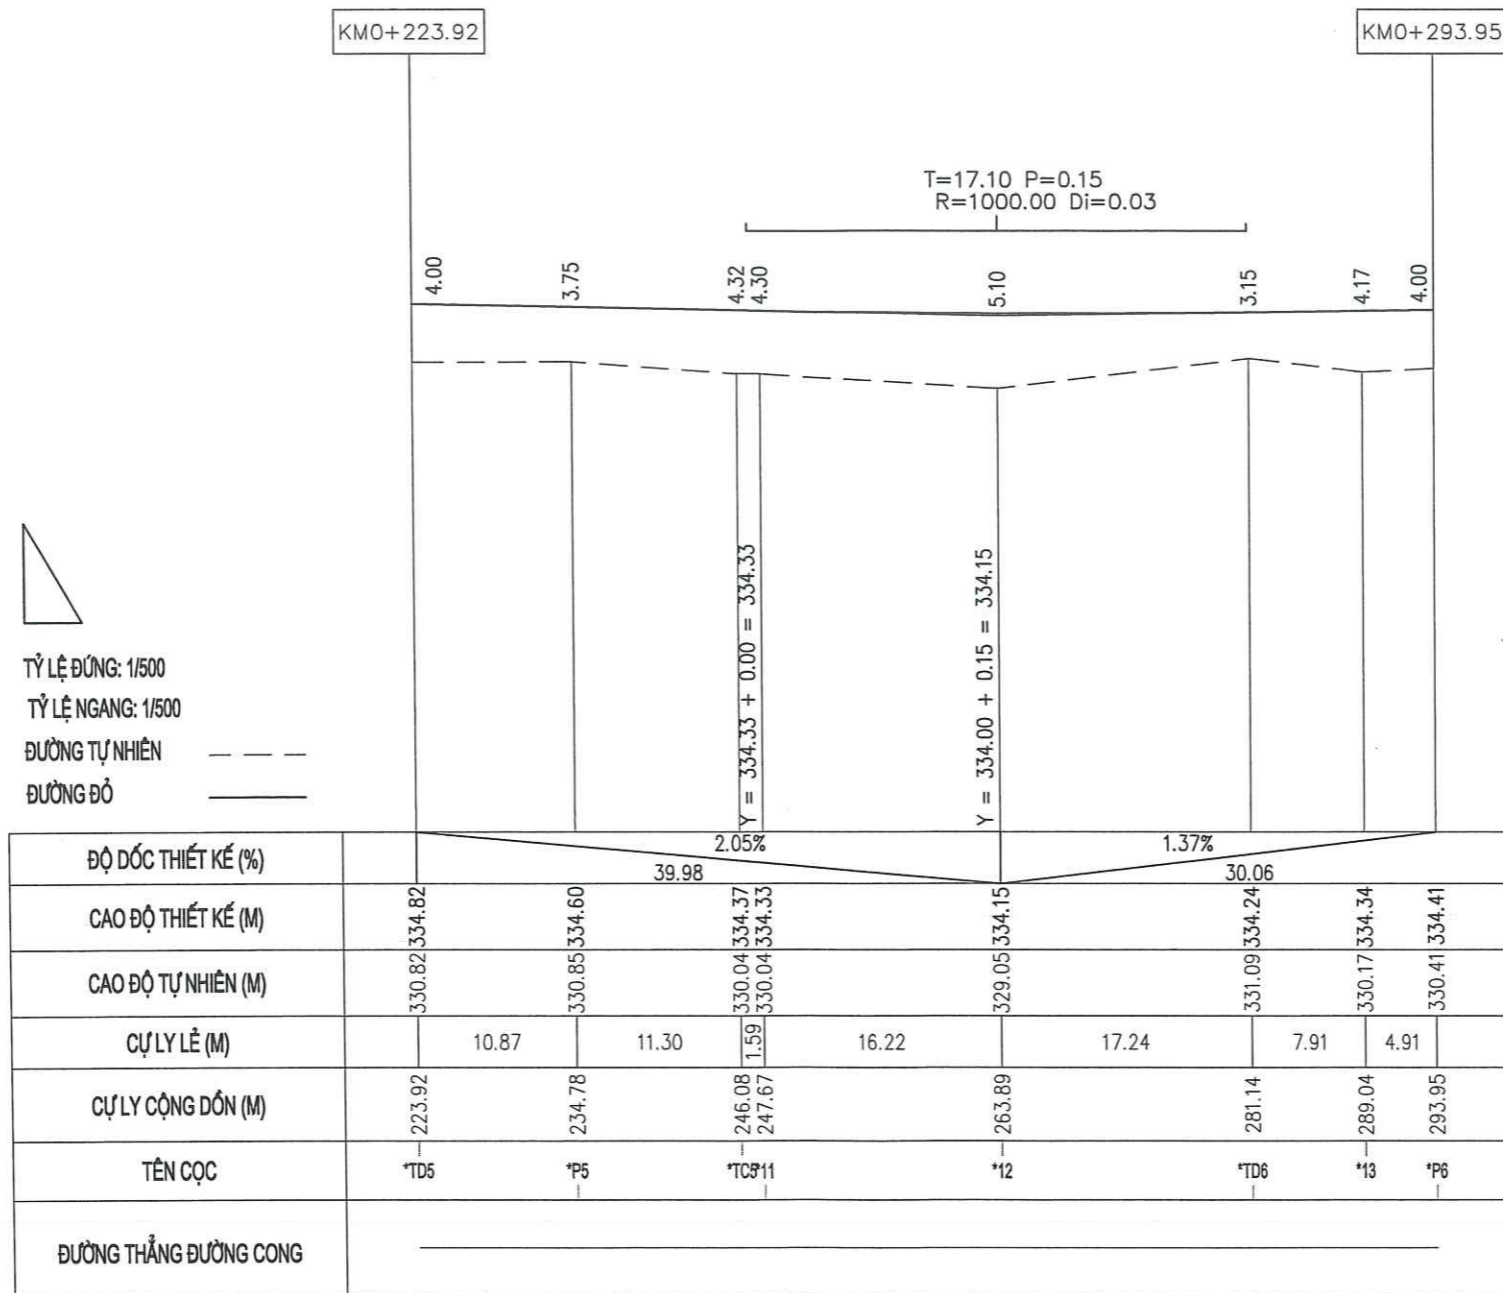 KM0+223.92
KM0+293.95
T=17.10 P=0.15
R=1000.00 Di=0.03
4.00 3.75 4.32 4.30 5.10 3.15 4.17 4.00
Y = 334.33 + 0.00 = 334.33
Y = 334.00 + 0.15 = 334.15
TỶ LỆ ĐỨNG: 1/500
TỶ LỆ NGANG: 1/500
ĐƯỜNG TỰ NHIÊN
ĐƯỜNG ĐỎ
ĐỘ DỐC THIẾT KẾ (%)
2.05% 1.37%
39.98 30.06
CAO ĐỘ THIẾT KẾ (M) 334.82 334.60 334.37 334.33 334.15 334.24 334.34 334.41
CAO ĐỘ TỰ NHIÊN (M) 330.82 330.85 330.04 330.04 329.05 331.09 330.17 330.41
CỰ LY LẺ (M) 10.87 11.30 1.59 16.22 17.24 7.91 4.91
CỰ LY CỘNG DỒN (M) 223.92 234.78 246.08 247.67 263.89 281.14 289.04 293.95
TÊN CỌC *TD5 *P5 *TC5 *11 *12 *TD6 *13 *P6
ĐƯỜNG THẲNG ĐƯỜNG CONG